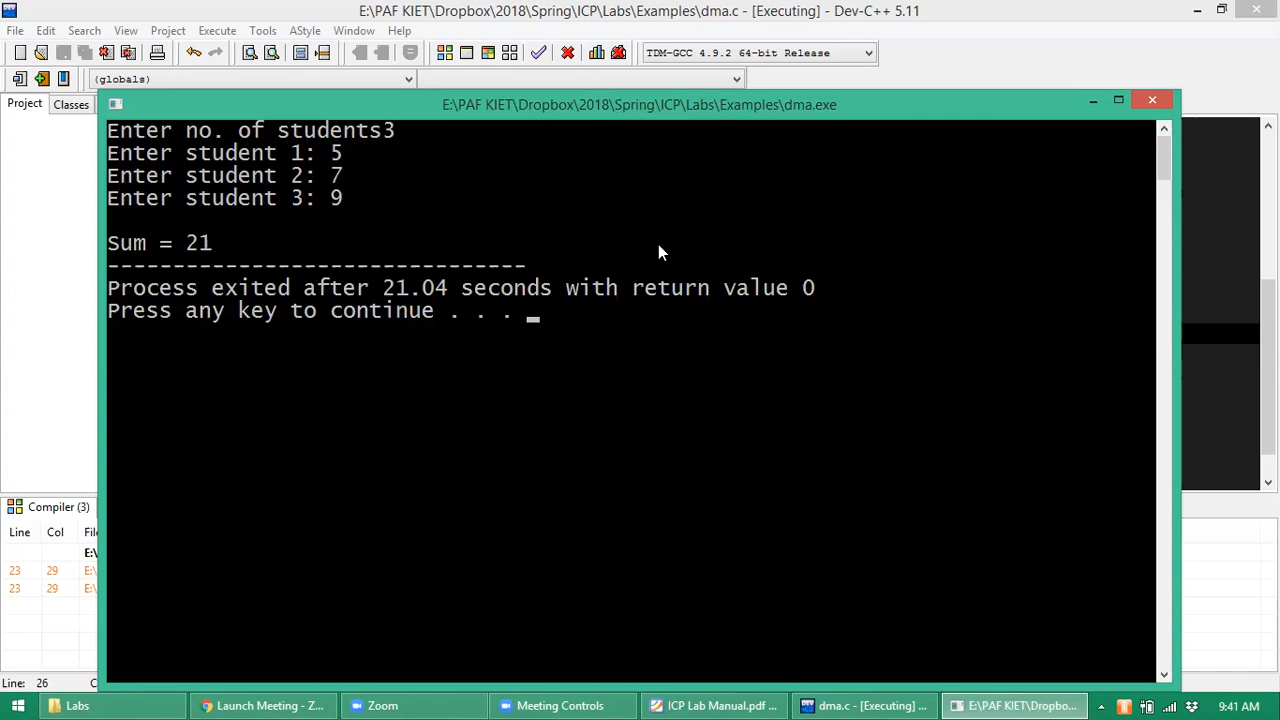 E:\PAF KIET\Dropbox\2018\Spring\ICP\Labs\Examples\dma.c - [Executing] - Dev-C++ 5.11
File Edit Search View Project Execute Tools AStyle Window Help
TDM-GCC 4.9.2 64-bit Release
(globals)
Project Classes
E:\PAF KIET\Dropbox\2018\Spring\ICP\Labs\Examples\dma.exe
Enter no. of students3
Enter student 1: 5
Enter student 2: 7
Enter student 3: 9
Sum = 21
--------------------------------
Process exited after 21.04 seconds with return value 0
Press any key to continue . . . _
Compiler (3)
Line Col File
E:\
23 29 E:\
23 29 E:\
Line: 26 C
Labs Launch Meeting - Z... Zoom Meeting Controls ICP Lab Manual.pdf ... dma.c - [Executing] ... E:\PAF KIET\Dropbo... 9:41 AM